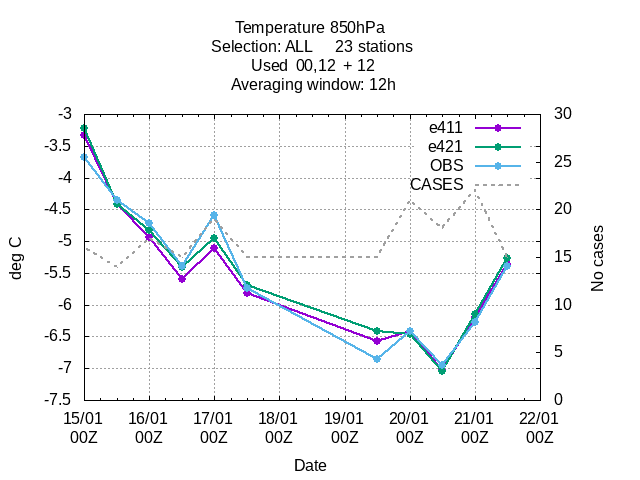 Temperature 850hPa
Selection: ALL 23 stations
Used 00,12 + 12
Averaging window: 12h
-3
-3.5
-4
-4.5
-5
-5.5
-6
-6.5
-7
-7.5
deg C
30
25
20
15
10
5
0
No cases
e411
e421
OBS
CASES
15/01 16/01 17/01 18/01 19/01 20/01 21/01 22/01
00Z 00Z 00Z 00Z 00Z 00Z 00Z 00Z
Date